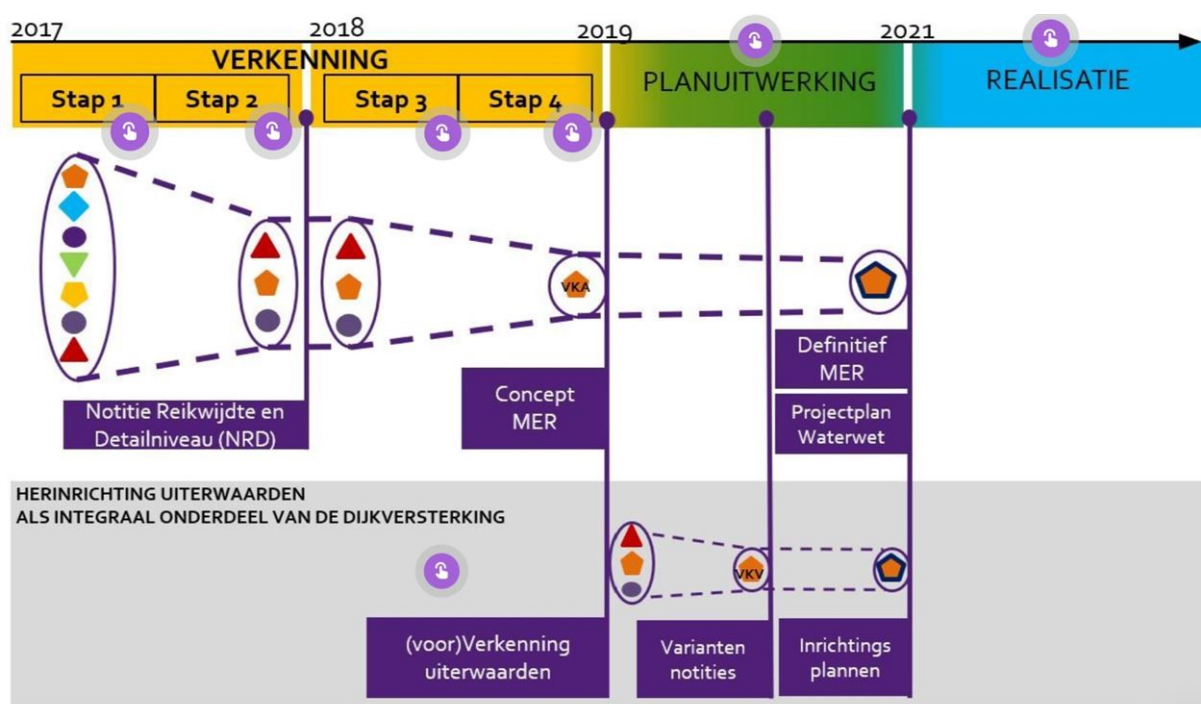 2017
2018
2019
2021
VERKENNING
PLANUITWERKING
REALISATIE
Stap 1
Stap 2
Stap 3
Stap 4
VKA
Notitie Reikwijdte en
Detailniveau (NRD)
Concept
MER
Definitief
MER
Projectplan
Waterwet
HERINRICHTING UITERWAARDEN
ALS INTEGRAAL ONDERDEEL VAN DE DIJKVERSTERKING
VKV
(voor)Verkenning
uiterwaarden
Varianten
notities
Inrichtings
plannen